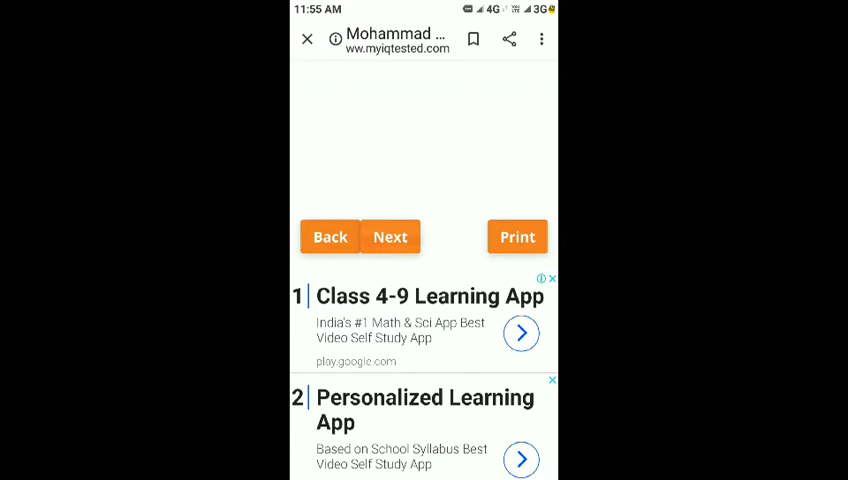 11:55 AM 4G 3G
Mohammad ...
ww.myiqtested.com
Back Next Print
1 Class 4-9 Learning App
India's #1 Math & Sci App Best
Video Self Study App
play.google.com
2 Personalized Learning
App
Based on School Syllabus Best
Video Self Study App